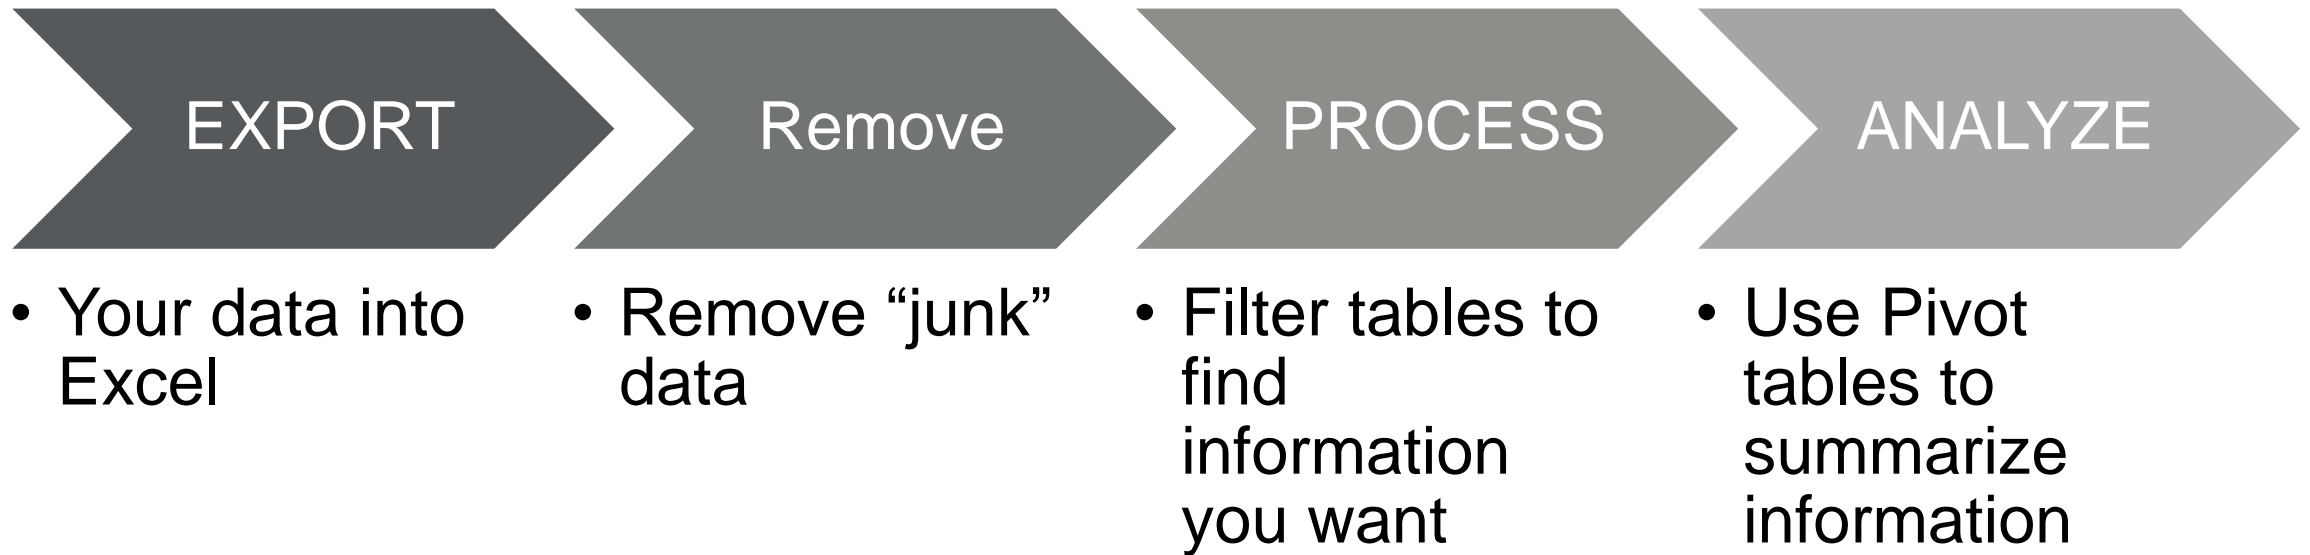 EXPORT
Remove
PROCESS
ANALYZE
• Your data into
Excel
• Remove “junk”
data
• Filter tables to
find
information
you want
• Use Pivot
tables to
summarize
information